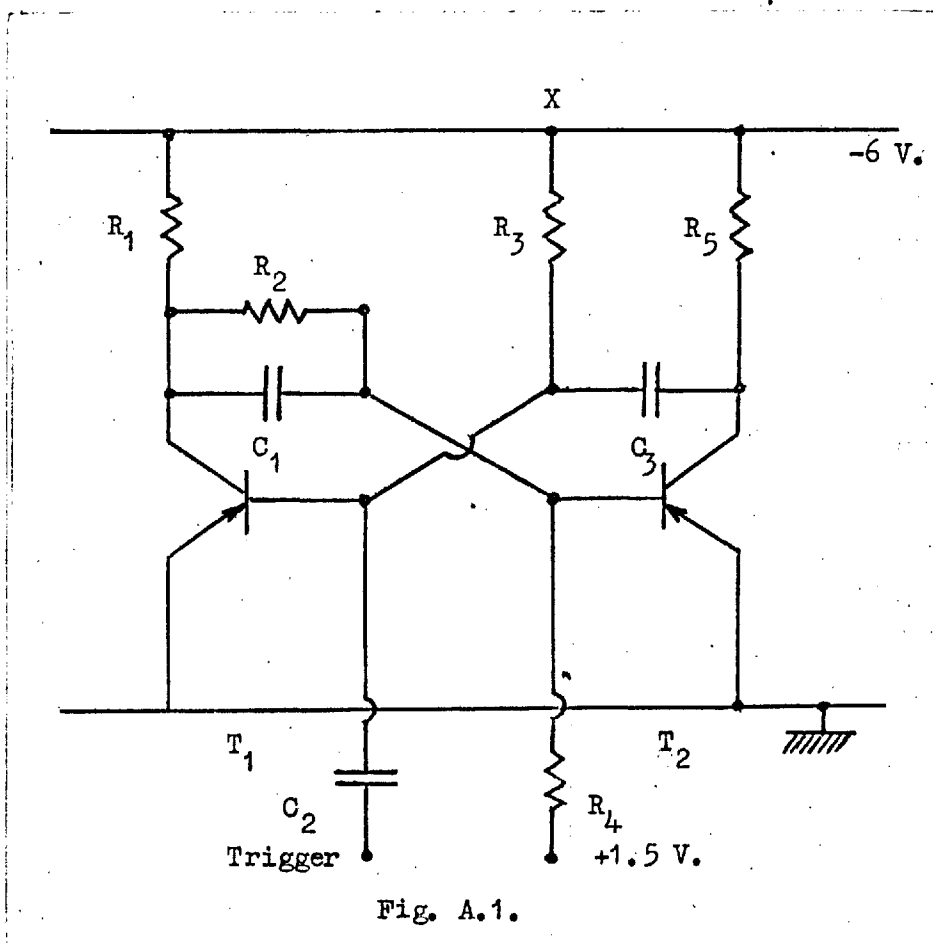 X
-6 V.
R1
R3
R5
R2
C1
C3
T1
T2
C2
R4
Trigger
+1.5 V.
Fig. A.1.